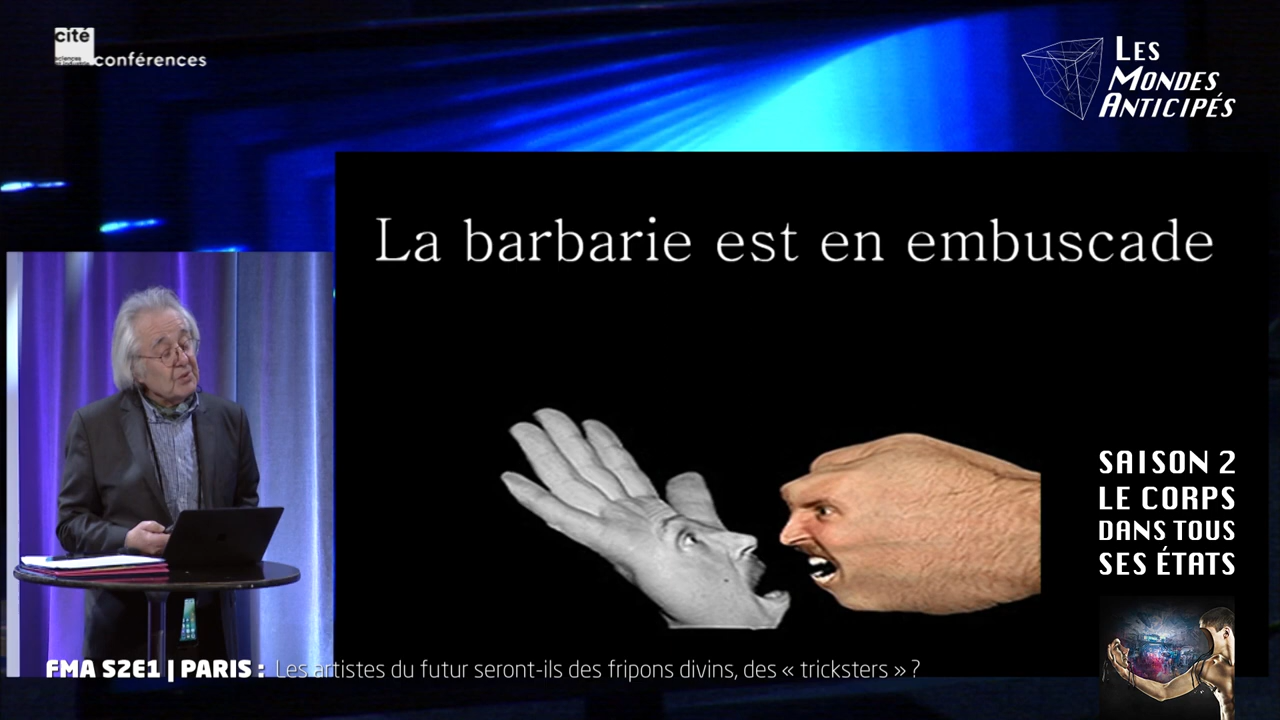 cité
conférences
LES
MONDES
ANTICIPÉS
La barbarie est en embuscade
SAISON 2
LE CORPS
DANS TOUS
SES ÉTATS
FMA S2E1 | PARIS : Les artistes du futur seront-ils des fripons divins, des « tricksters » ?